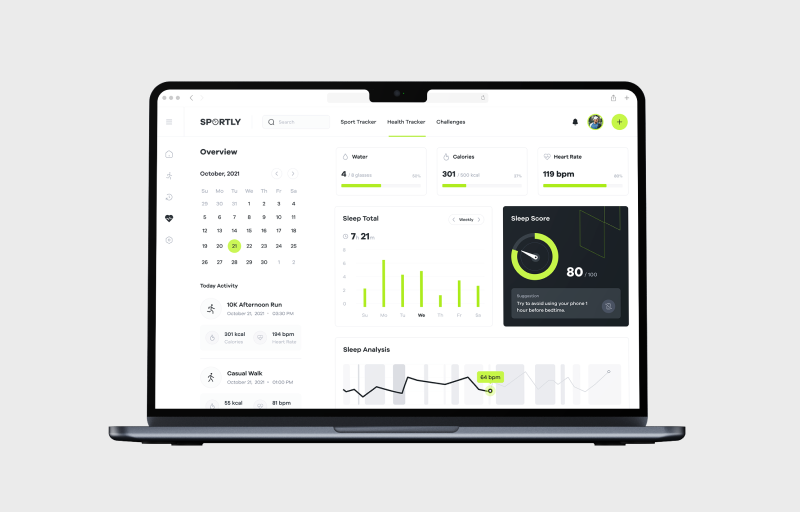 SPORTLY
Search
Sport Tracker
Health Tracker
Challenges
Overview
October, 2021
Su Mo Tu We Th Fr Sa
29 30 31 1 2 3 4
5 6 7 8 9 10 11
12 13 14 15 16 17 18
19 20 21 22 23 24 25
26 27 28 29 30 1 2
Today Activity
10K Afternoon Run
October 21, 2021 • 03:30 PM
301 kcal
Calories
194 bpm
Heart Rate
Casual Walk
October 21, 2021 • 01:00 PM
55 kcal
81 bpm
Water
4 / 8 glasses
50%
Calories
301 / 500 kcal
Heart Rate
119 bpm
Sleep Total
Weekly
7h 21m
8
6
4
2
0
Su Mo Tu We Th Fr Sa
Sleep Score
80 / 100
Suggestion
Try to avoid using your phone 1
hour before bedtime.
Sleep Analysis
64 bpm